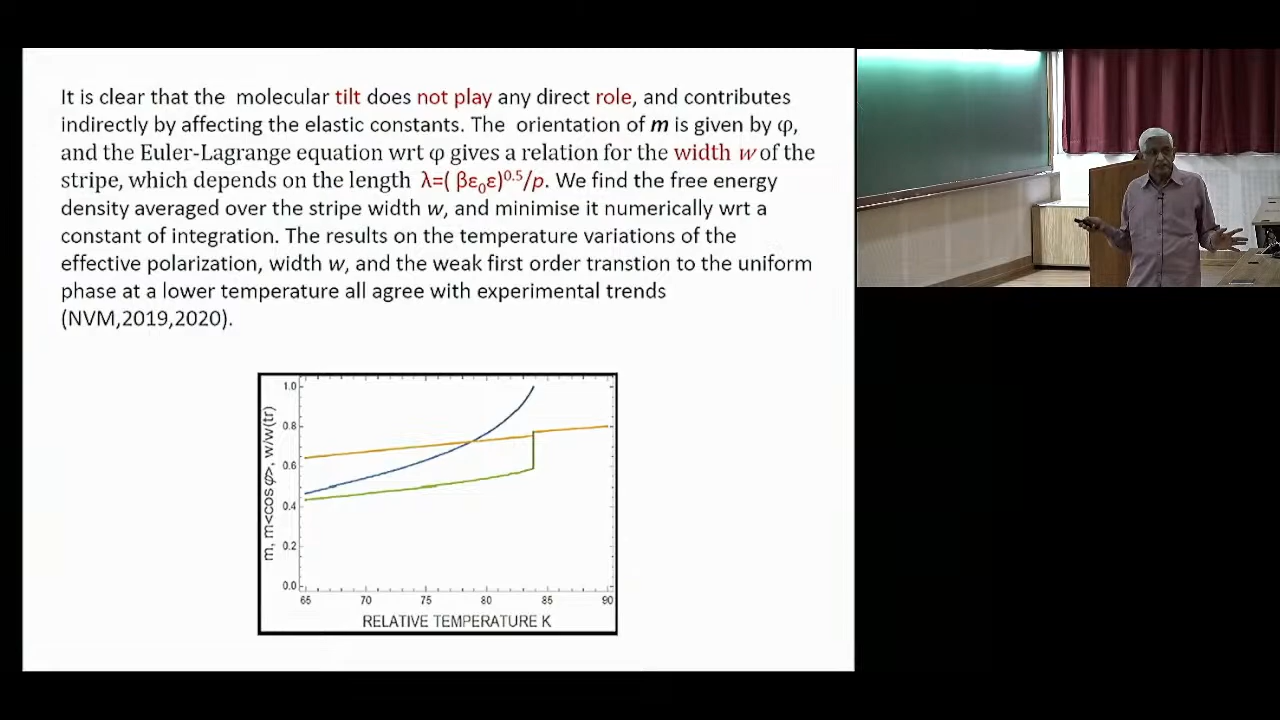 It is clear that the molecular tilt does not play any direct role, and contributes
indirectly by affecting the elastic constants. The orientation of m is given by φ,
and the Euler-Lagrange equation wrt φ gives a relation for the width w of the
stripe, which depends on the length λ=( βε₀ε)⁰·⁵/p. We find the free energy
density averaged over the stripe width w, and minimise it numerically wrt a
constant of integration. The results on the temperature variations of the
effective polarization, width w, and the weak first order transtion to the uniform
phase at a lower temperature all agree with experimental trends
(NVM,2019,2020).
m, m<cos φ>, w/w(tr)
1.0
0.8
0.6
0.4
0.2
0.0
65 70 75 80 85 90
RELATIVE TEMPERATURE K